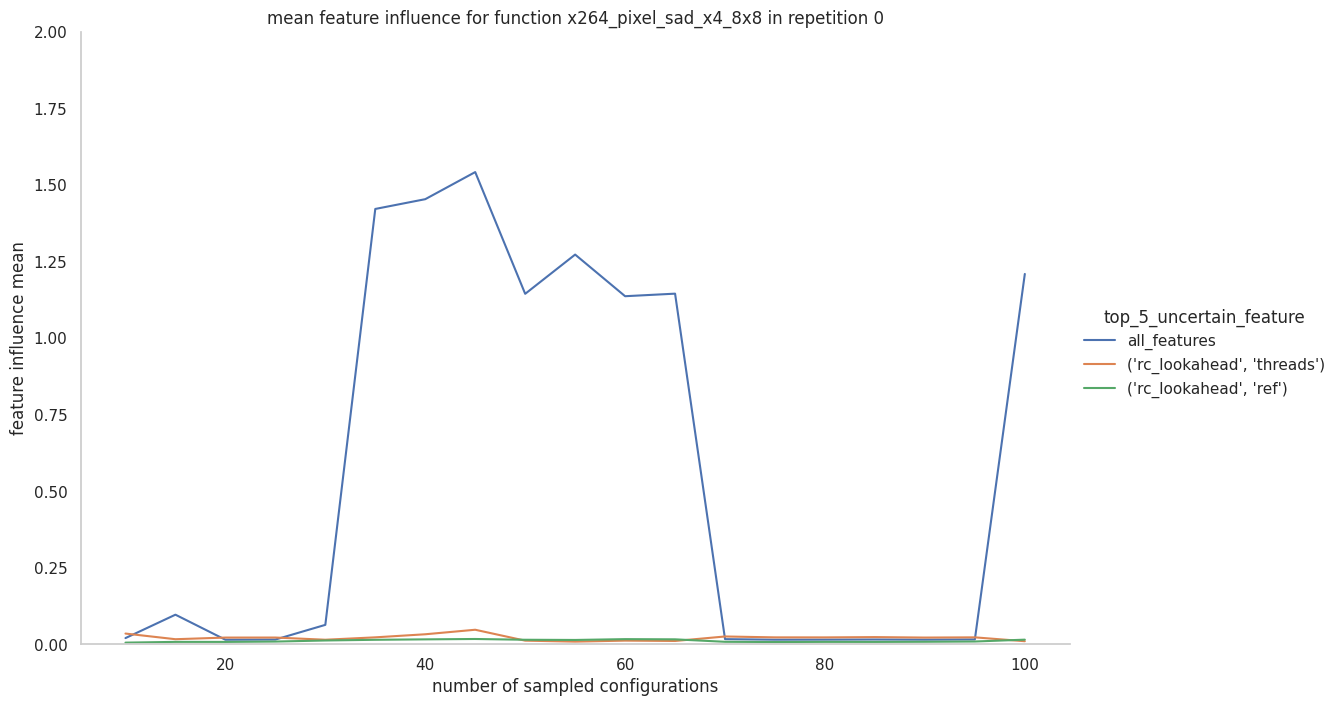 mean feature influence for function x264_pixel_sad_x4_8x8 in repetition 0
2.00
1.75
1.50
1.25
1.00
0.75
0.50
0.25
0.00
feature influence mean
20
40
60
80
100
number of sampled configurations
top_5_uncertain_feature
all_features
('rc_lookahead', 'threads')
('rc_lookahead', 'ref')